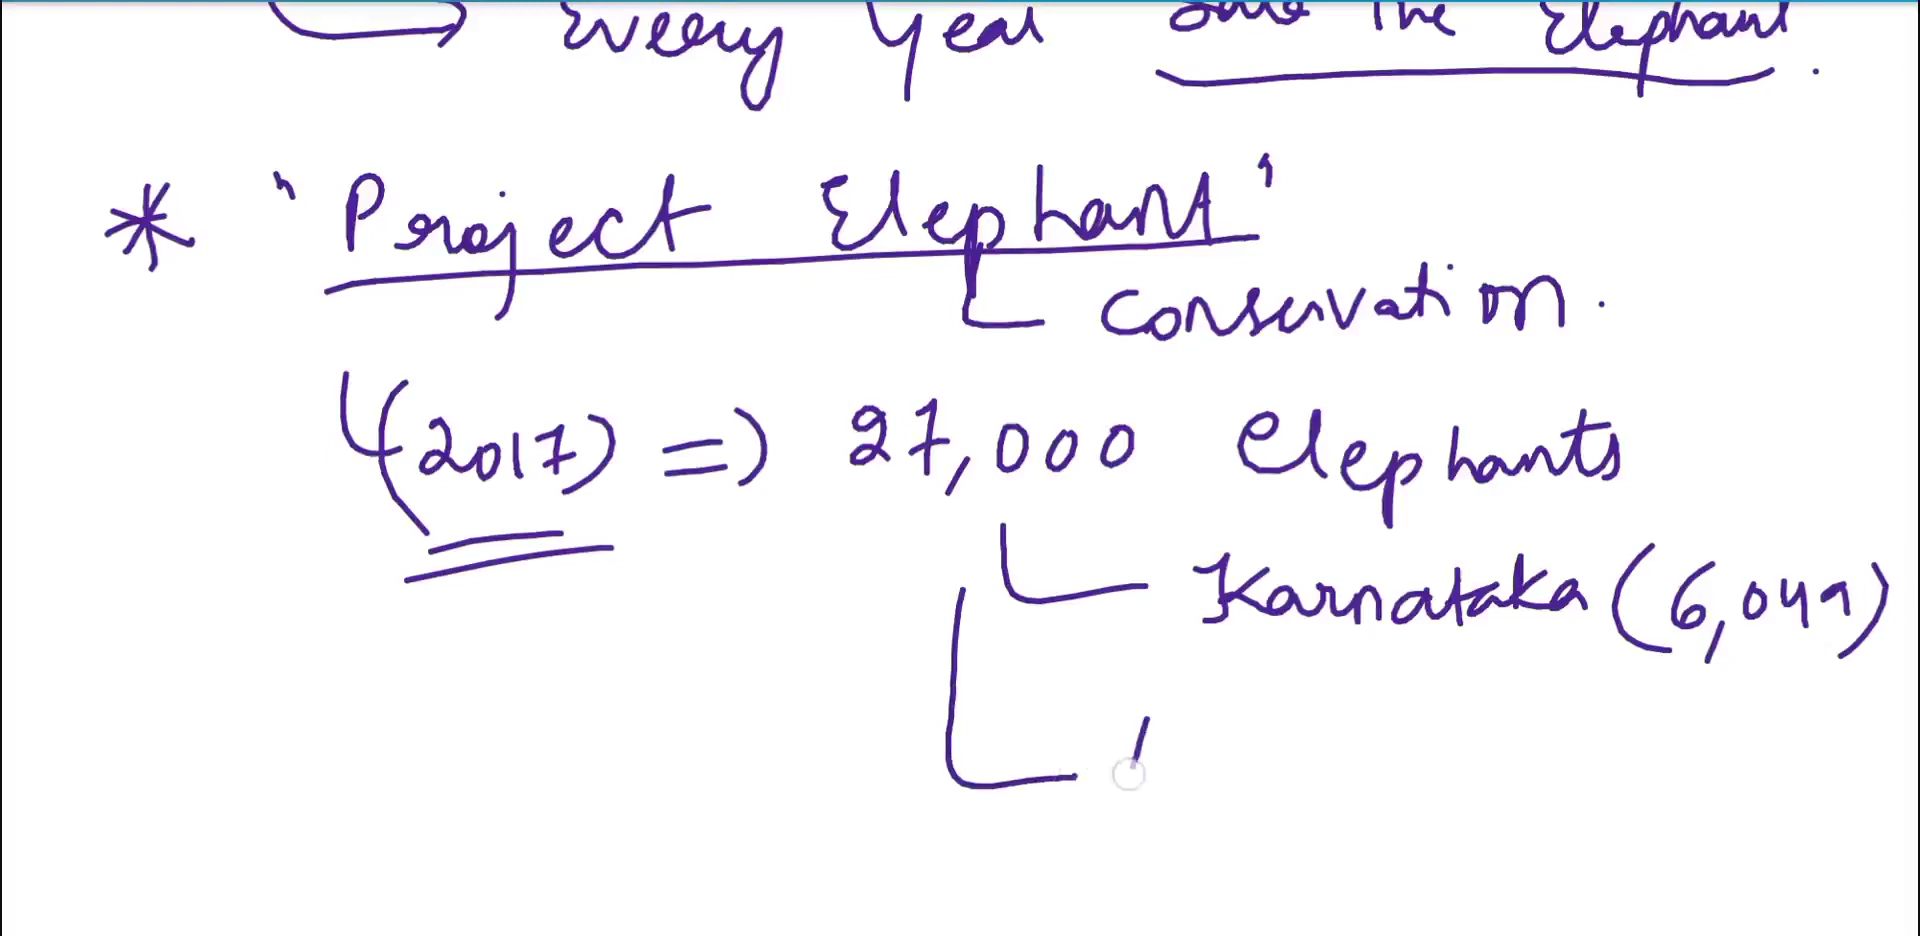 Every Year Save The Elephant.
* "Project Elephant"
conservation.
(2017) => 27,000 elephants
Karnataka (6,049)